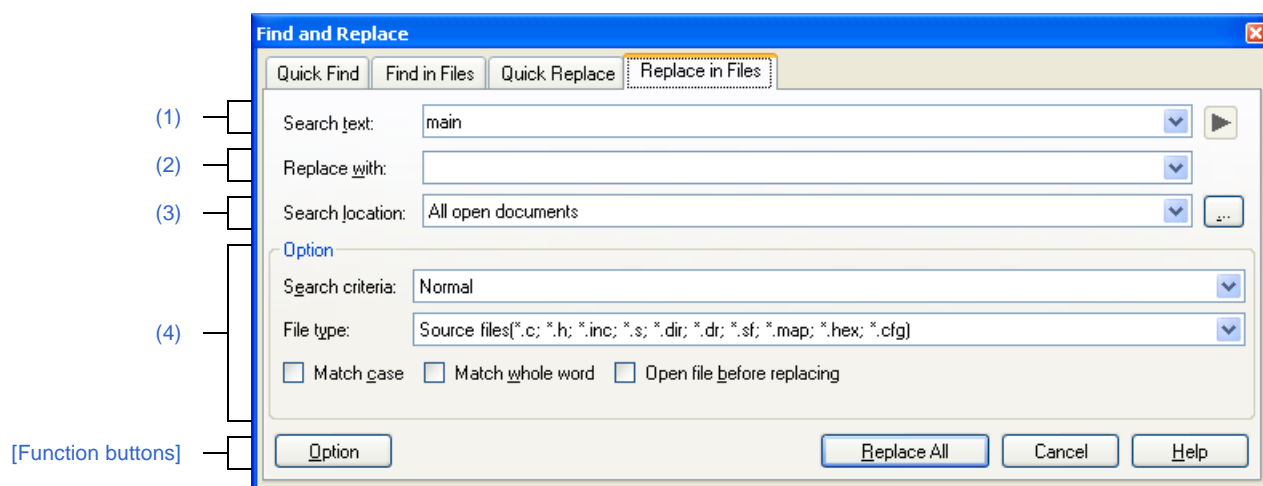 Find and Replace
Quick Find Find in Files Quick Replace Replace in Files
(1) Search text: main
(2) Replace with:
(3) Search location: All open documents ...
Option
Search criteria: Normal
(4) File type: Source files(*.c; *.h; *.inc; *.s; *.dir; *.dr; *.sf; *.map; *.hex; *.cfg)
Match case Match whole word Open file before replacing
[Function buttons] Option Replace All Cancel Help